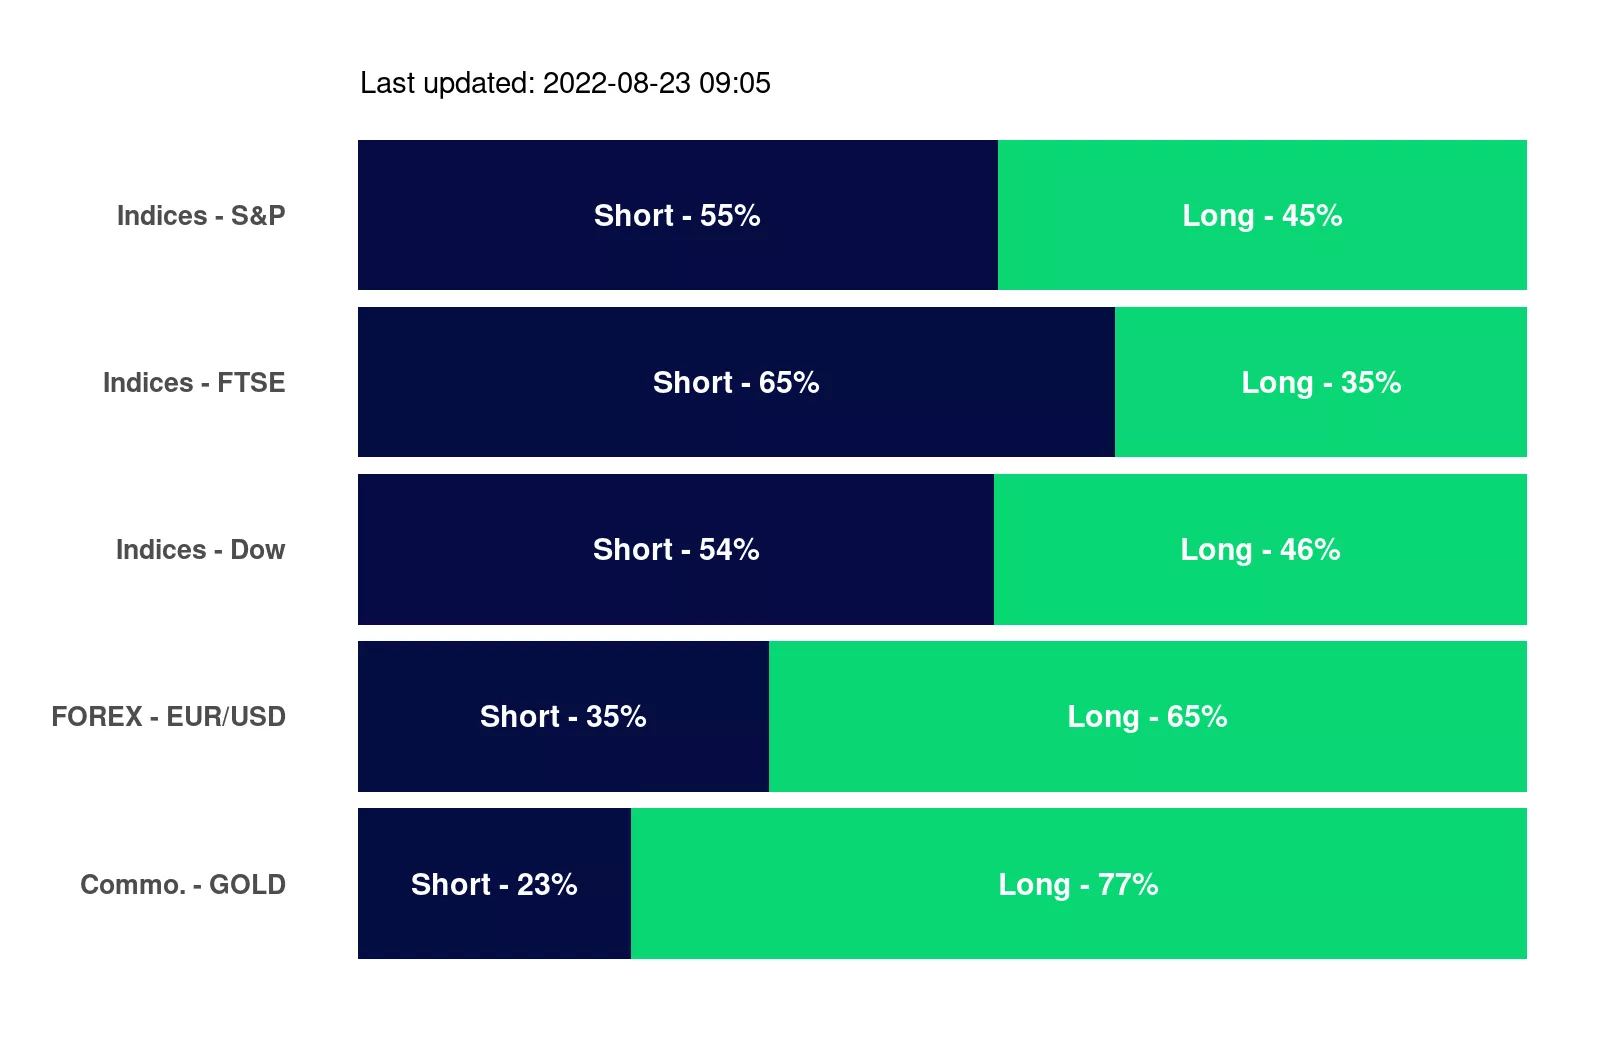 Last updated: 2022-08-23 09:05
Indices - S&P Short - 55% Long - 45%
Indices - FTSE Short - 65% Long - 35%
Indices - Dow Short - 54% Long - 46%
FOREX - EUR/USD Short - 35% Long - 65%
Commo. - GOLD Short - 23% Long - 77%